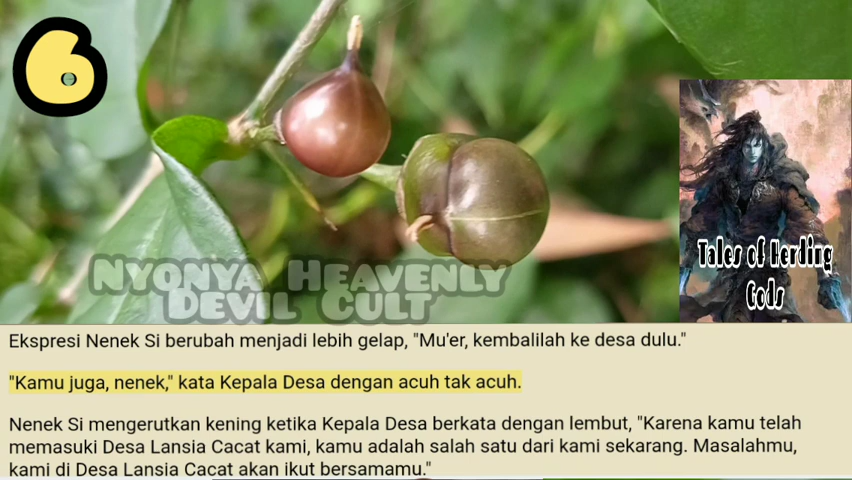 6
Nyonya Heavenly
Devil Cult
Tales of Herding
Gods
Ekspresi Nenek Si berubah menjadi lebih gelap, "Mu'er, kembalilah ke desa dulu."
"Kamu juga, nenek," kata Kepala Desa dengan acuh tak acuh.
Nenek Si mengerutkan kening ketika Kepala Desa berkata dengan lembut, "Karena kamu telah
memasuki Desa Lansia Cacat kami, kamu adalah salah satu dari kami sekarang. Masalahmu,
kami di Desa Lansia Cacat akan ikut bersamamu."